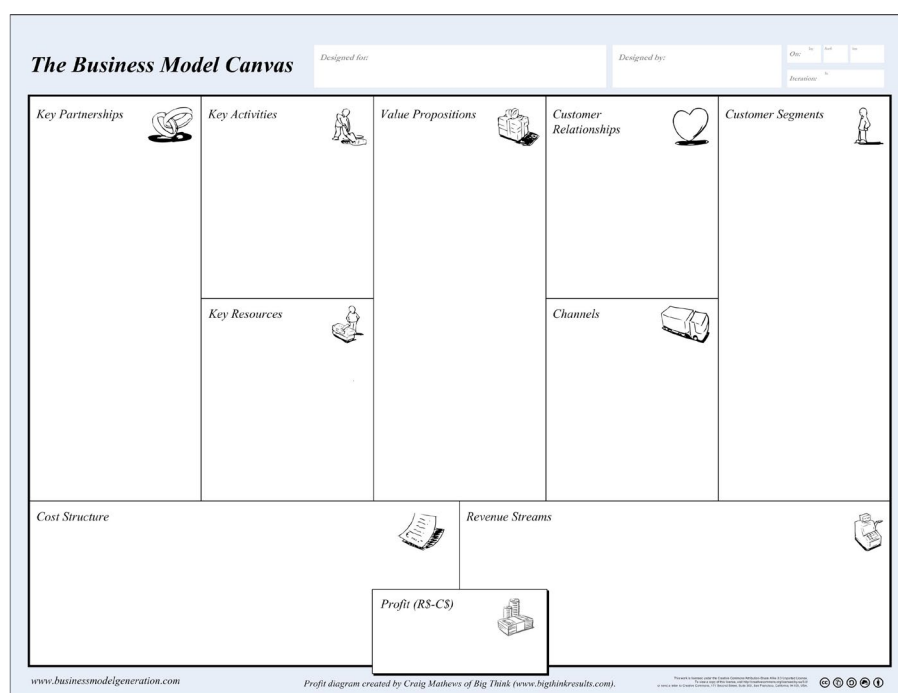 The Business Model Canvas
Designed for:
Designed by:
On:
Iteration:
Key Partnerships
Key Activities
Value Propositions
Customer
Relationships
Customer Segments
Key Resources
Channels
Cost Structure
Revenue Streams
Profit (R$-C$)
www.businessmodelgeneration.com
Profit diagram created by Craig Mathews of Big Think (www.bigthinkresults.com).